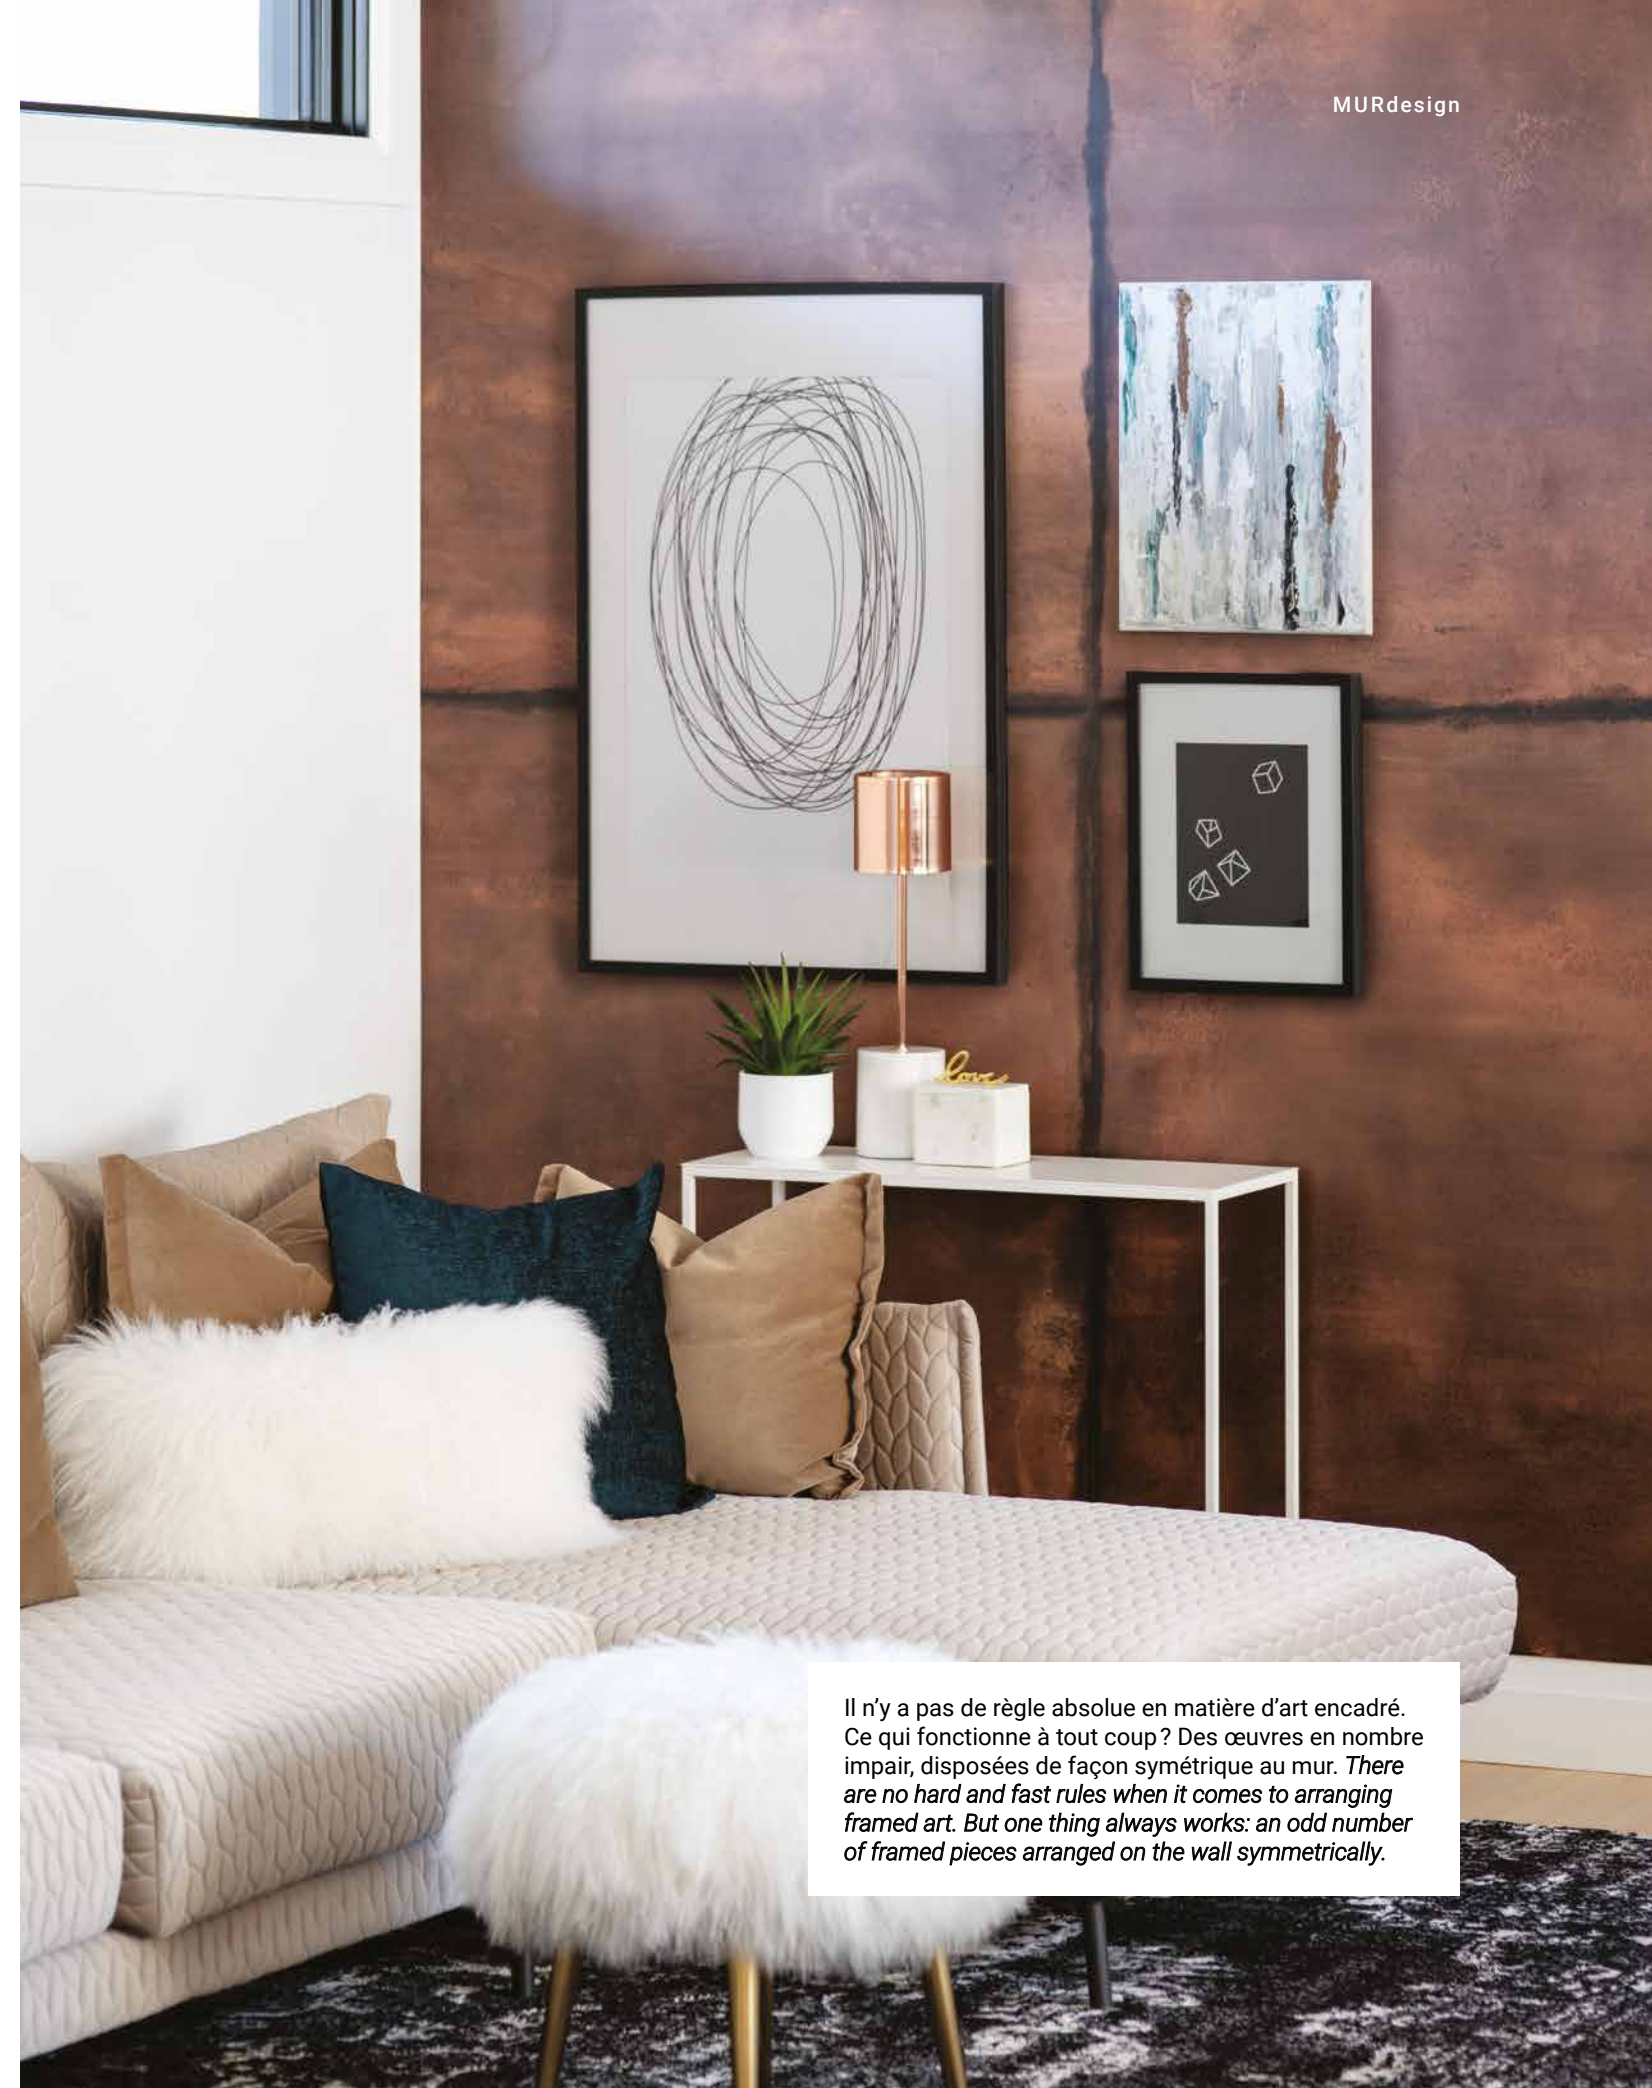 MURdesign
love
Il n’y a pas de règle absolue en matière d’art encadré.
Ce qui fonctionne à tout coup ? Des œuvres en nombre
impair, disposées de façon symétrique au mur. There
are no hard and fast rules when it comes to arranging
framed art. But one thing always works: an odd number
of framed pieces arranged on the wall symmetrically.